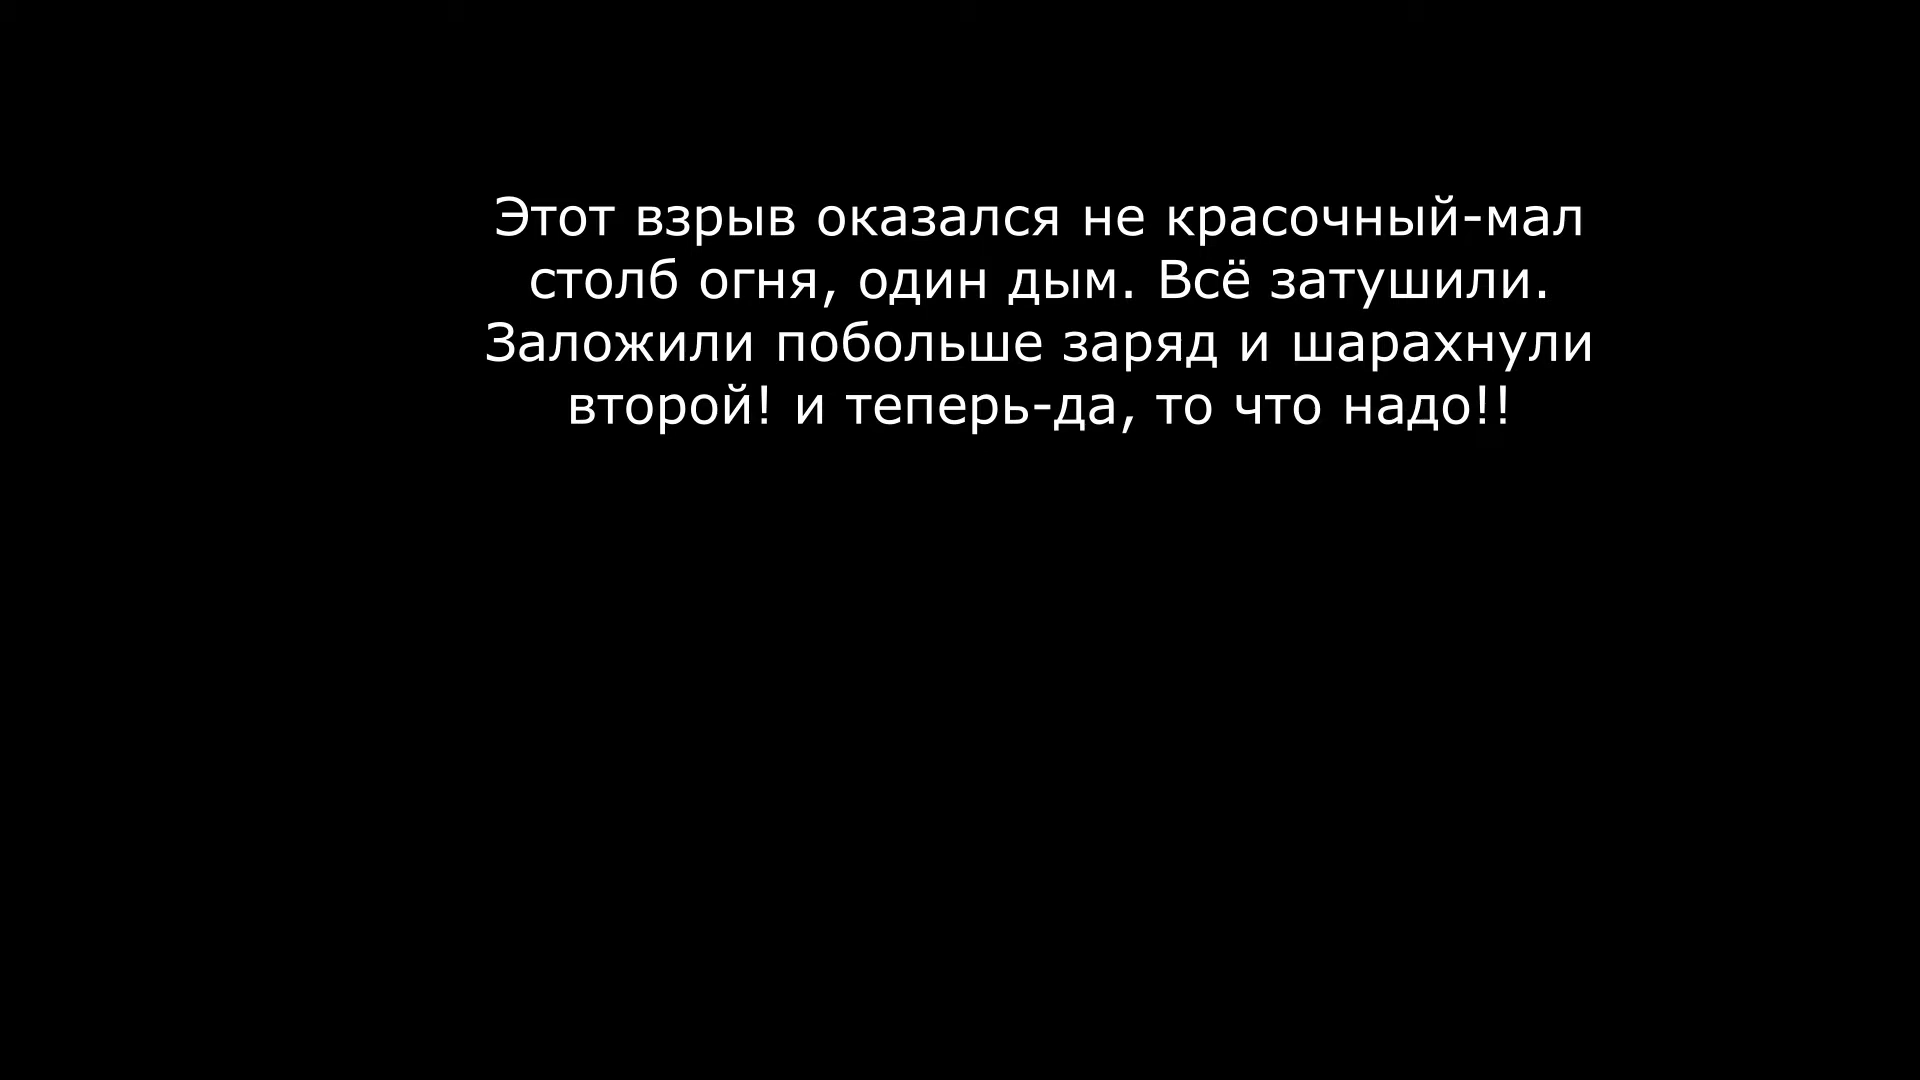 Этот взрыв оказался не красочный-мал
столб огня, один дым. Всё затушили.
Заложили побольше заряд и шарахнули
второй! и теперь-да, то что надо!!